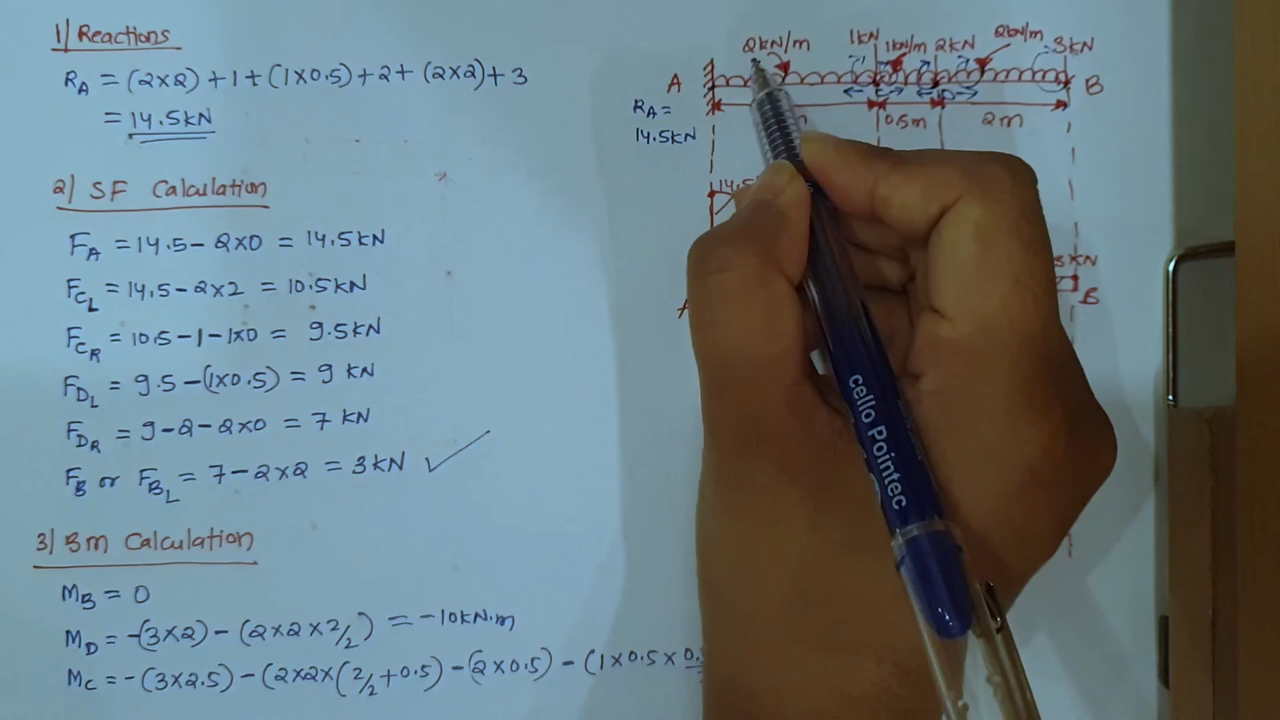 1) Reactions
RA = (2×2) + 1 + (1×0.5) + 2 + (2×2) + 3
= 14.5kN
2) SF Calculation
FA = 14.5 - 2×0 = 14.5kN
FCL = 14.5 - 2×2 = 10.5kN
FCR = 10.5 - 1 - 1×0 = 9.5kN
FDL = 9.5 - (1×0.5) = 9 kN
FDR = 9 - 2 - 2×0 = 7 kN
FB or FBL = 7 - 2×2 = 3kN
3) Bm Calculation
MB = 0
MD = -(3×2) - (2×2×2/2) = -10kN.m
MC = -(3×2.5) - (2×2×(2/2+0.5) - (2×0.5) - (1×0.5×
2kN/m 1kN 1kN/m 2kN 2kN/m 3kN
A B
RA =
14.5kN
0.5m 2m
14.5
kN
B
cello Pointec